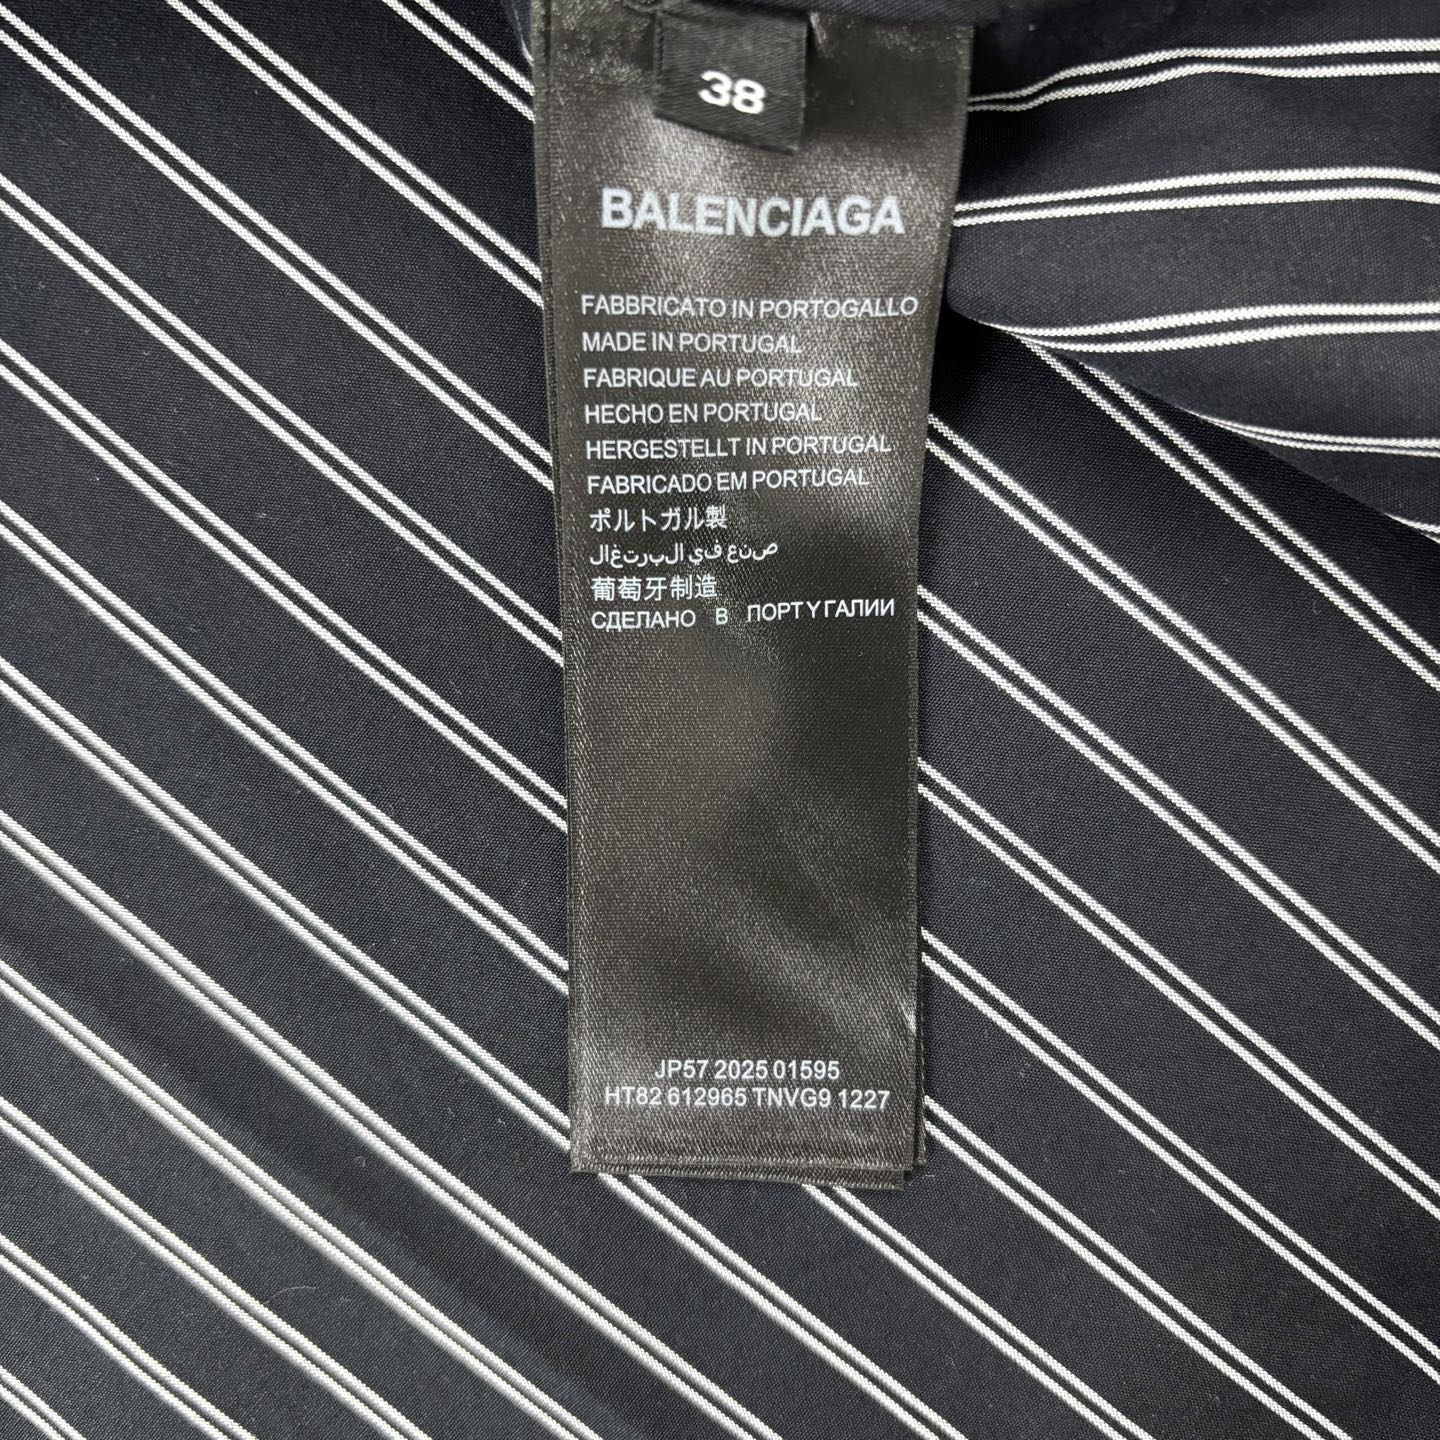 38
BALENCIAGA
FABBRICATO IN PORTOGALLO
MADE IN PORTUGAL
FABRIQUE AU PORTUGAL
HECHO EN PORTUGAL
HERGESTELLT IN PORTUGAL
FABRICADO EM PORTUGAL
ポルトガル製
صنع في البرتغال
葡萄牙制造
СДЕЛАНО В ПОРТУГАЛИИ
JP57 2025 01595
HT82 612965 TNVG9 1227